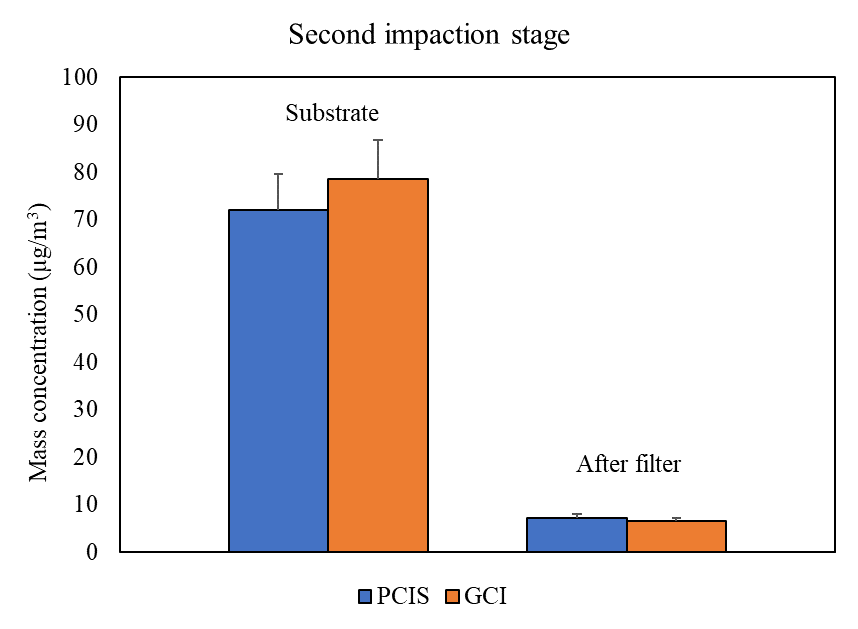 Second impaction stage
Mass concentration (µg/m³)
100
90
80
70
60
50
40
30
20
10
0
Substrate
After filter
PCIS
GCI